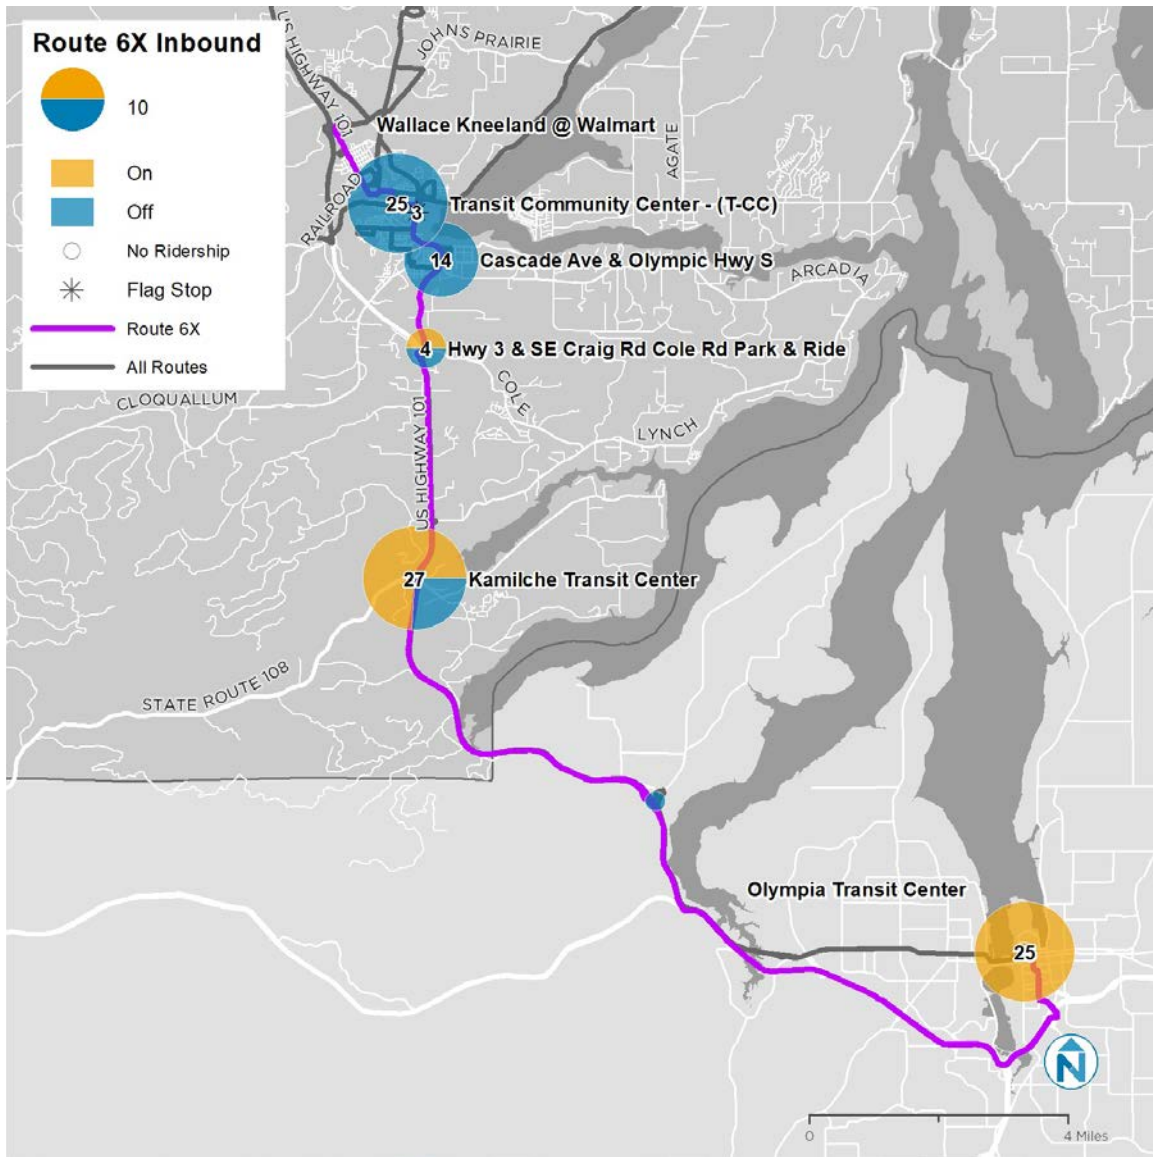 Route 6X Inbound
10
On
Off
No Ridership
Flag Stop
Route 6X
All Routes
US HIGHWAY 101
JOHNS PRAIRIE
Wallace Kneeland @ Walmart
AGATE
RAILROAD
25
3
Transit Community Center - (T-CC)
14
Cascade Ave & Olympic Hwy S
ARCADIA
4
Hwy 3 & SE Craig Rd Cole Rd Park & Ride
COLE
CLOQUALLUM
LYNCH
US HIGHWAY 101
27
Kamilche Transit Center
STATE ROUTE 108
Olympia Transit Center
25
N
0
4 Miles